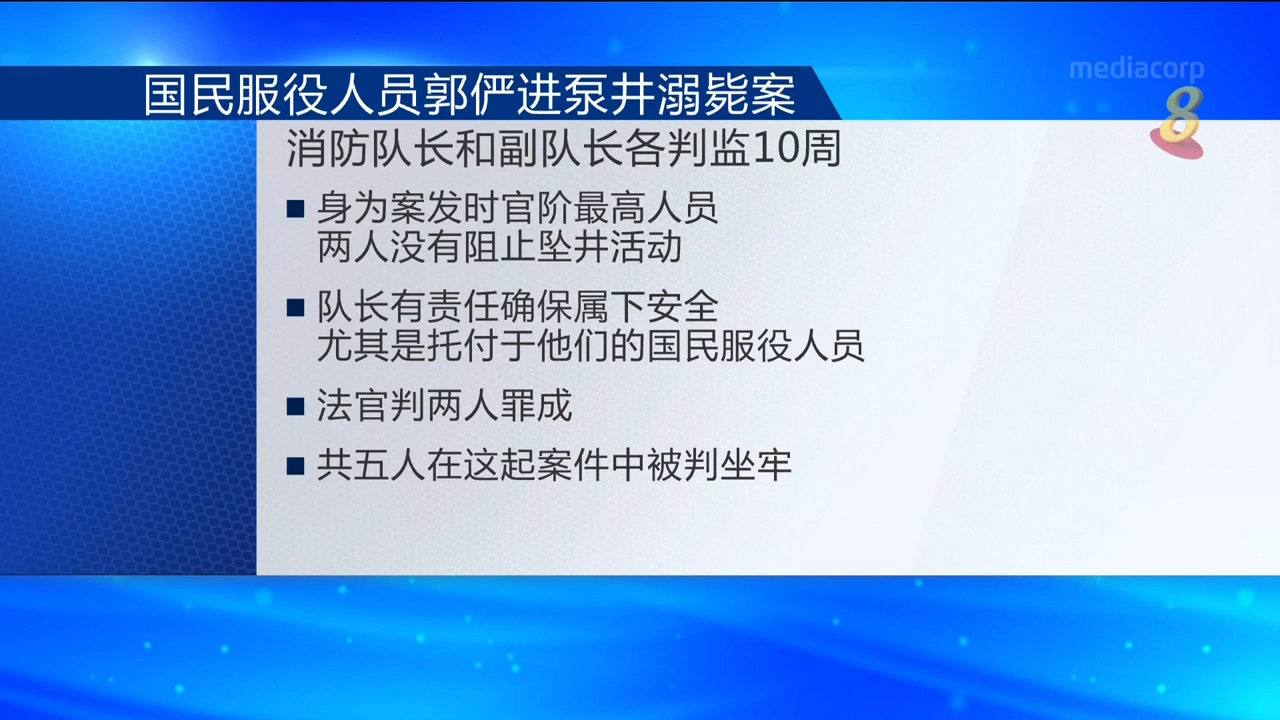 mediacorp
8
国民服役人员郭俨进泵井溺毙案
消防队长和副队长各判监10周
■ 身为案发时官阶最高人员
两人没有阻止坠井活动
■ 队长有责任确保属下安全
尤其是托付于他们的国民服役人员
■ 法官判两人罪成
■ 共五人在这起案件中被判坐牢